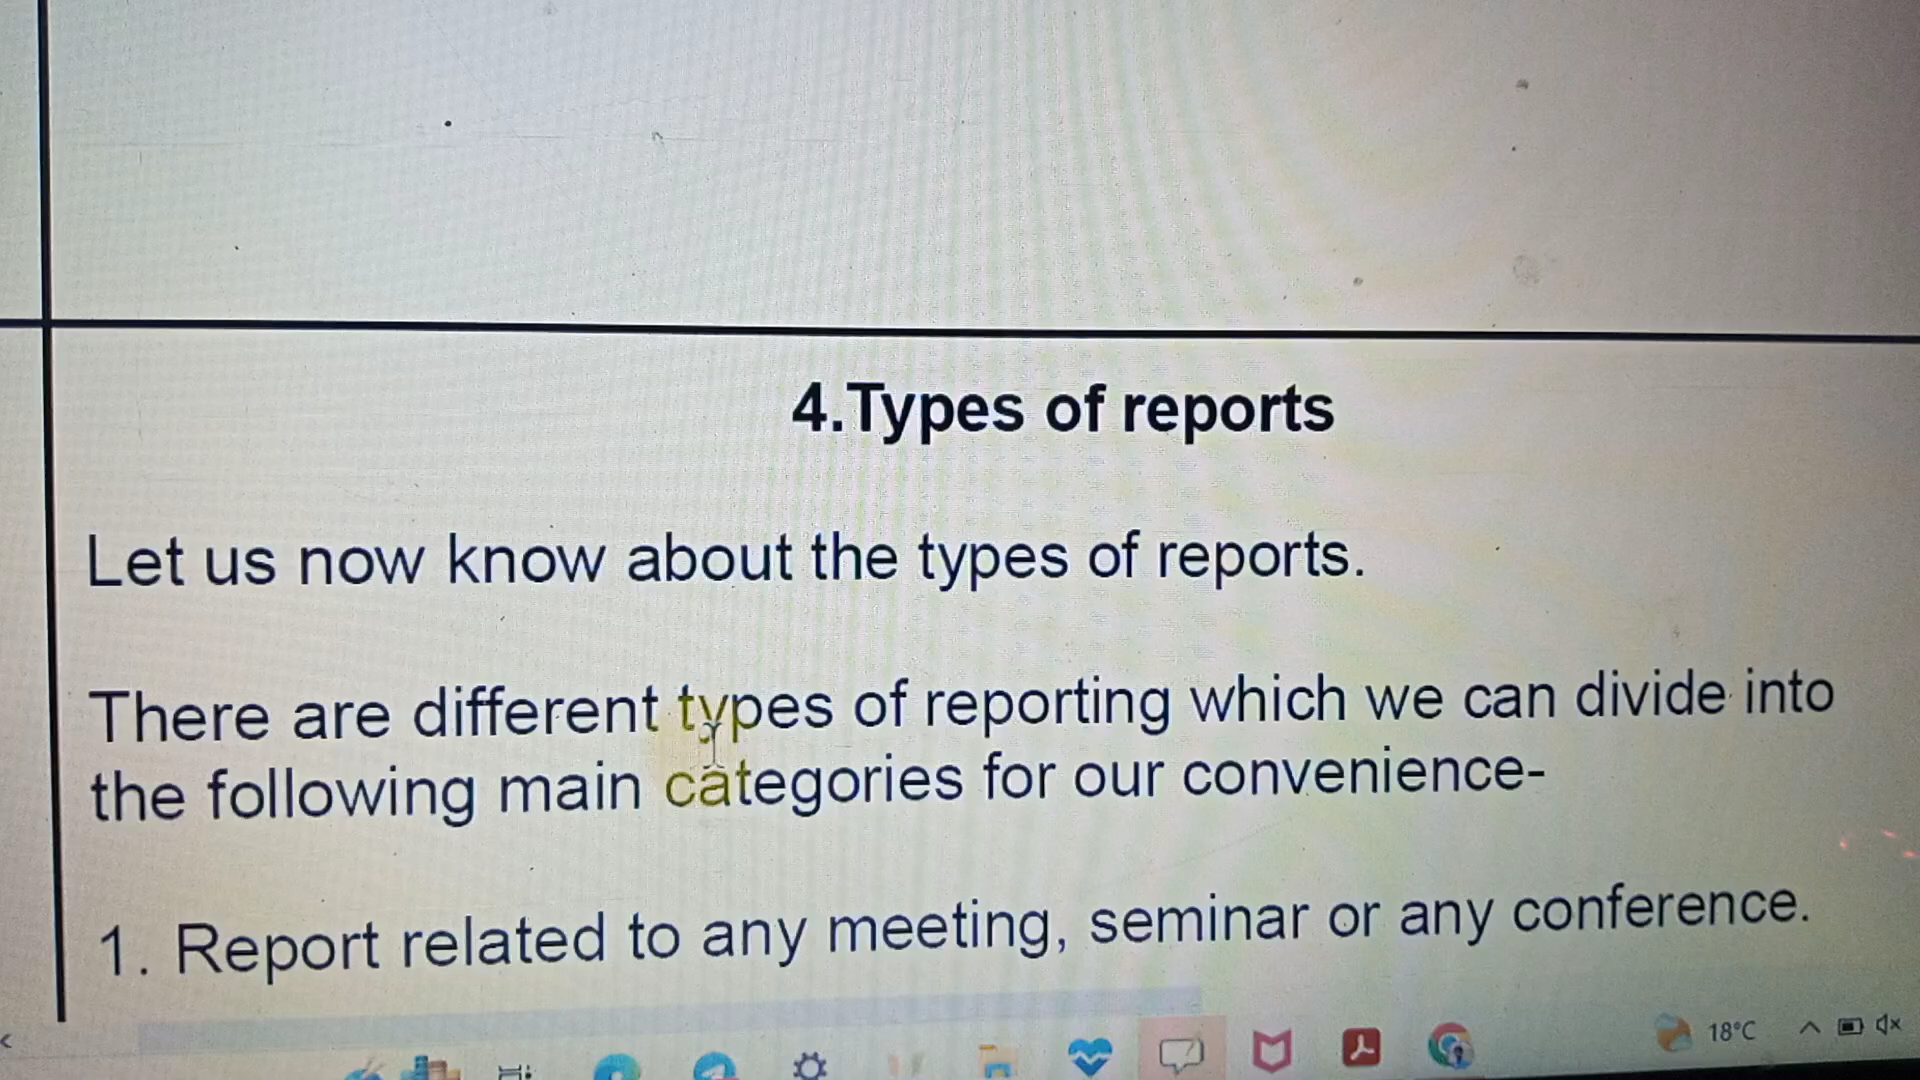 4.Types of reports
Let us now know about the types of reports.
There are different types of reporting which we can divide into
the following main categories for our convenience-
1. Report related to any meeting, seminar or any conference.
18°C